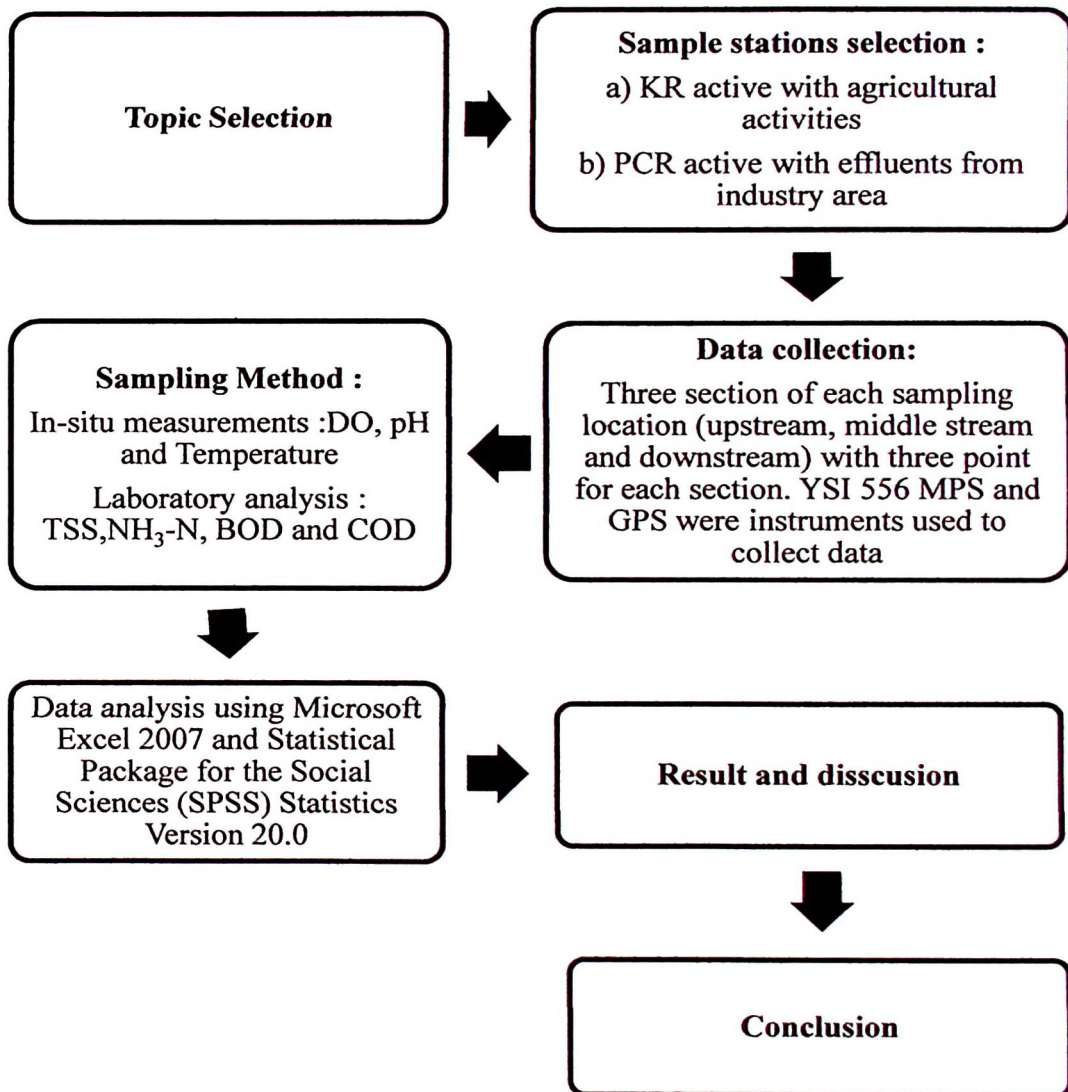 Topic Selection
Sample stations selection :
a) KR active with agricultural
activities
b) PCR active with effluents from
industry area
Data collection:
Three section of each sampling
location (upstream, middle stream
and downstream) with three point
for each section. YSI 556 MPS and
GPS were instruments used to
collect data
Sampling Method :
In-situ measurements :DO, pH
and Temperature
Laboratory analysis :
TSS,NH₃-N, BOD and COD
Data analysis using Microsoft
Excel 2007 and Statistical
Package for the Social
Sciences (SPSS) Statistics
Version 20.0
Result and disscusion
Conclusion